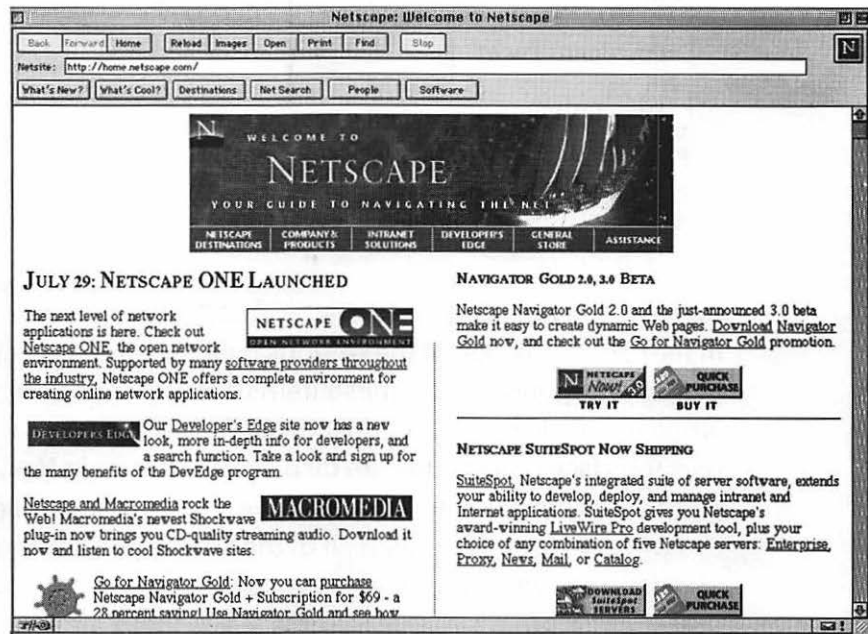 Netscape: Welcome to Netscape
Back Forward Home Reload Images Open Print Find Stop
N
Netsite: http://home.netscape.com/
What's New? What's Cool? Destinations Net Search People Software
N
WELCOME TO
NETSCAPE
YOUR GUIDE TO NAVIGATING THE NET
NETSCAPE DESTINATIONS
COMPANY & PRODUCTS
INTRANET SOLUTIONS
DEVELOPER'S EDGE
GENERAL STORE
ASSISTANCE
JULY 29: NETSCAPE ONE LAUNCHED
The next level of network
applications is here. Check out
Netscape ONE, the open network
environment. Supported by many software providers throughout
the industry, Netscape ONE offers a complete environment for
creating online network applications.
NETSCAPE ONE
OPEN NETWORK ENVIRONMENT
DEVELOPERS EDGE
Our Developer's Edge site now has a new
look, more in-depth info for developers, and
a search function. Take a look and sign up for
the many benefits of the DevEdge program.
Netscape and Macromedia rock the
Web! Macromedia's newest Shockwave
plug-in now brings you CD-quality streaming audio. Download it
now and listen to cool Shockwave sites.
MACROMEDIA
Go for Navigator Gold: Now you can purchase
Netscape Navigator Gold + Subscription for $69 - a
28 percent saving! Use Navigator Gold and see how
NAVIGATOR GOLD 2.0, 3.0 BETA
Netscape Navigator Gold 2.0 and the just-announced 3.0 beta
make it easy to create dynamic Web pages. Download Navigator
Gold now, and check out the Go for Navigator Gold promotion.
N NETSCAPE Now! 3.0
TRY IT
QUICK PURCHASE
BUY IT
NETSCAPE SUITESPOT NOW SHIPPING
SuiteSpot, Netscape's integrated suite of server software, extends
your ability to develop, deploy, and manage intranet and
Internet applications. SuiteSpot gives you Netscape's
award-winning LiveWire Pro development tool, plus your
choice of any combination of five Netscape servers: Enterprise,
Proxy, News, Mail, or Catalog.
DOWNLOAD SuiteSpot SERVERS
QUICK PURCHASE